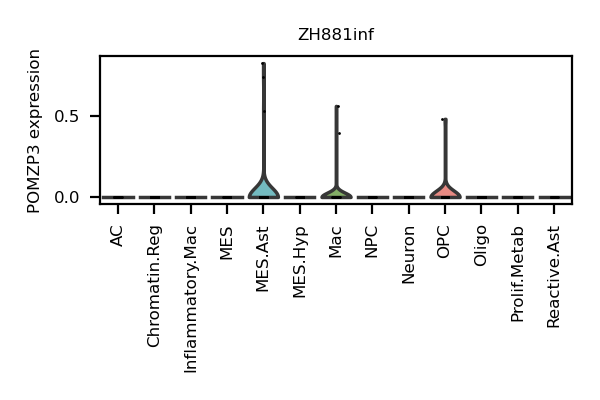 ZH881inf
POMZP3 expression
0.5
0.0
AC
Chromatin.Reg
Inflammatory.Mac
MES
MES.Ast
MES.Hyp
Mac
NPC
Neuron
OPC
Oligo
Prolif.Metab
Reactive.Ast